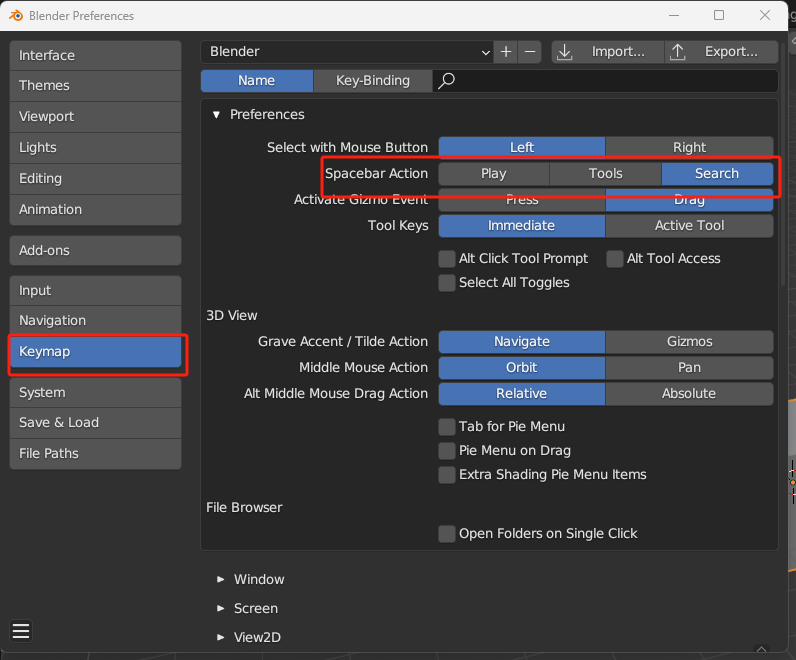 Blender Preferences
Interface
Themes
Viewport
Lights
Editing
Animation
Add-ons
Input
Navigation
Keymap
System
Save & Load
File Paths
Blender Import... Export...
Name Key-Binding
Preferences
Select with Mouse Button Left Right
Spacebar Action Play Tools Search
Activate Gizmo Event Press Drag
Tool Keys Immediate Active Tool
Alt Click Tool Prompt Alt Tool Access
Select All Toggles
3D View
Grave Accent / Tilde Action Navigate Gizmos
Middle Mouse Action Orbit Pan
Alt Middle Mouse Drag Action Relative Absolute
Tab for Pie Menu
Pie Menu on Drag
Extra Shading Pie Menu Items
File Browser
Open Folders on Single Click
Window
Screen
View2D